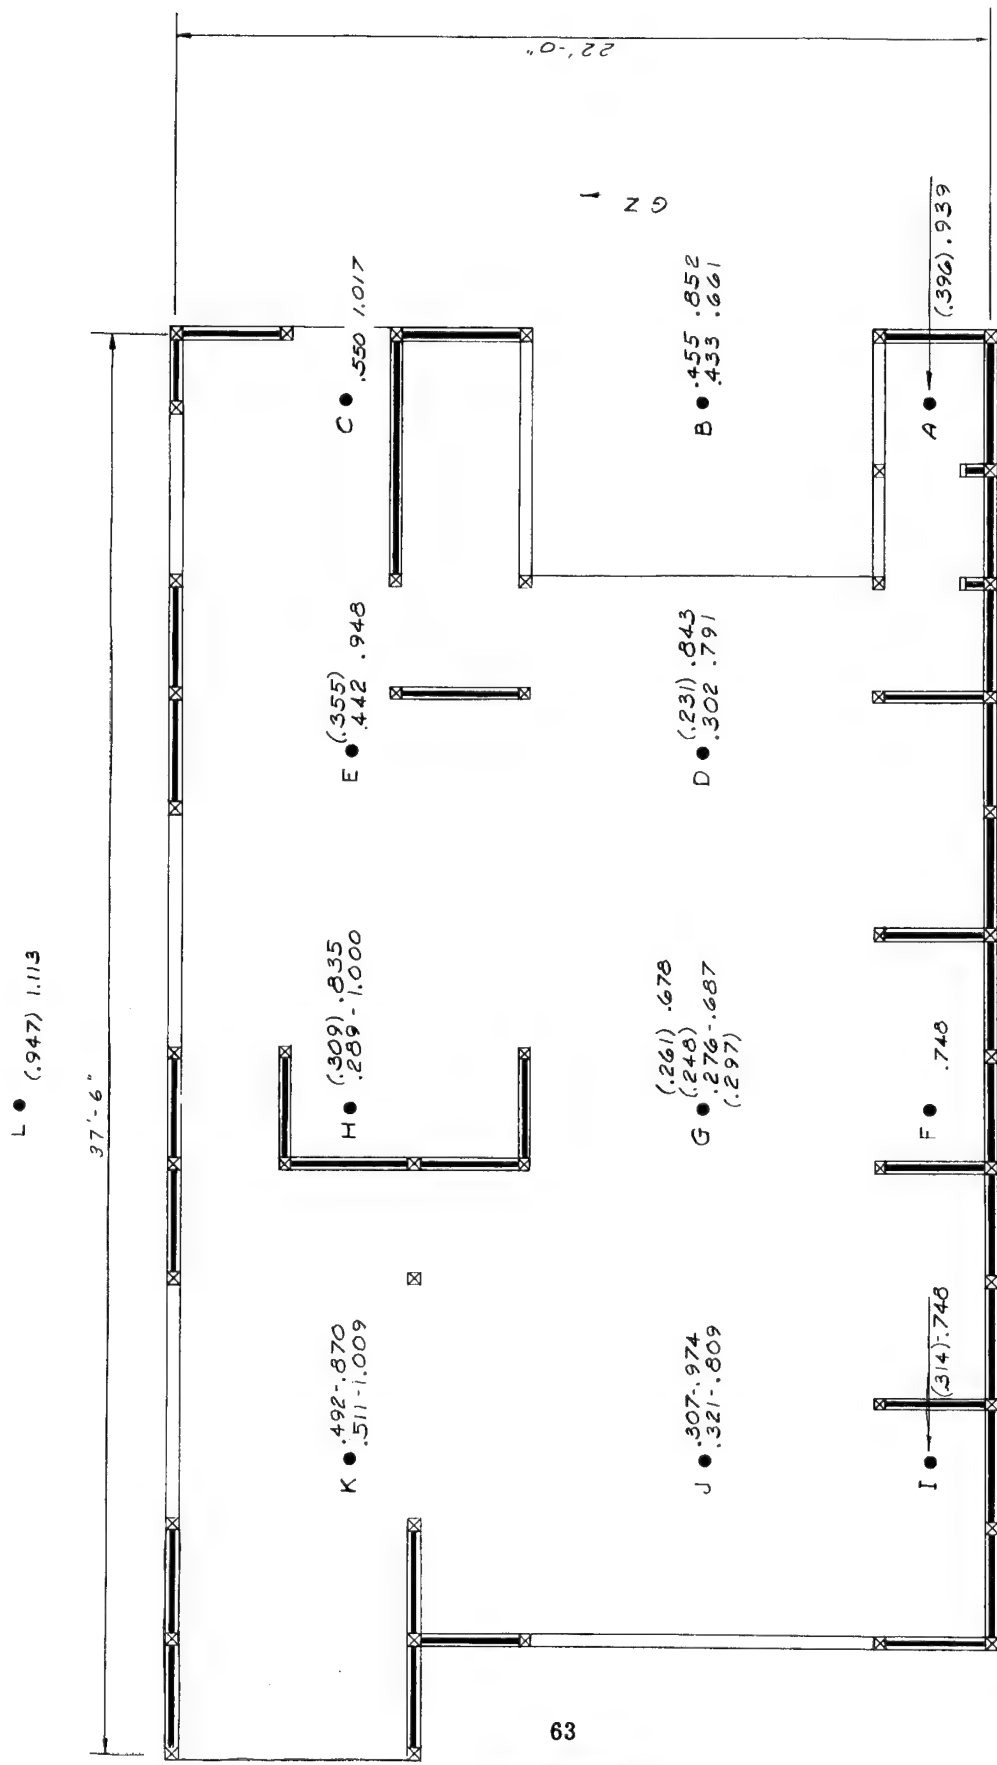 L (.947) 1.113
37'-6"
22'-0"
GZ
C .550 1.017
B .455 .852
.433 .661
A (.396) .939
E (.355)
.442 .948
D (.231) .843
.302 .791
H (.309) .835
.289-1.000
G (.261) .678
(.248)
.276-.687
(.297)
F .748
K .492-.870
.511-1.009
J .307-.974
.321-.809
I (.314)-.748
63